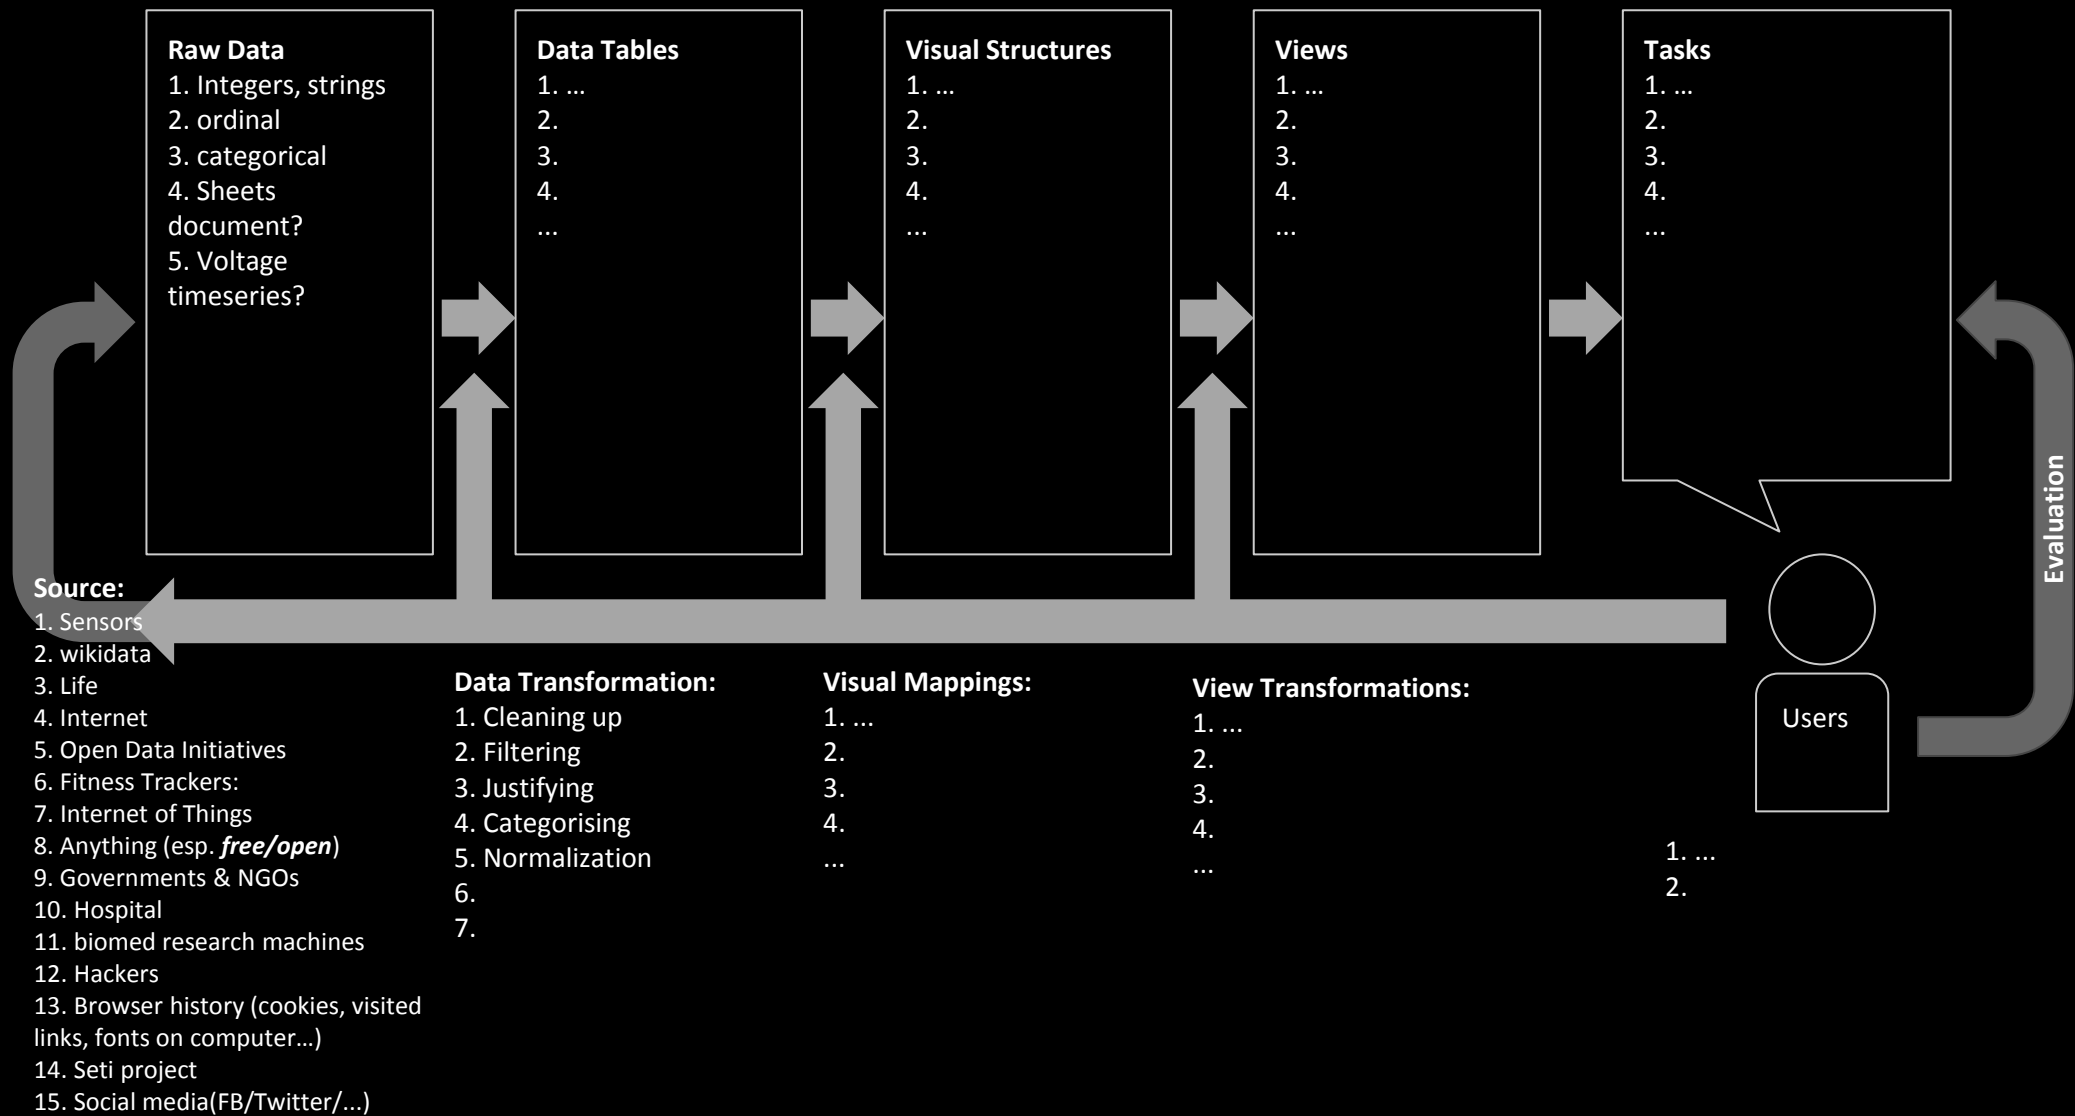 Raw Data
1. Integers, strings
2. ordinal
3. categorical
4. Sheets
document?
5. Voltage
timeseries?
Data Tables
1. ...
2.
3.
4.
...
Visual Structures
1. ...
2.
3.
4.
...
Views
1. ...
2.
3.
4.
...
Tasks
1. ...
2.
3.
4.
...
Evaluation
Users
Source:
1. Sensors
2. wikidata
3. Life
4. Internet
5. Open Data Initiatives
6. Fitness Trackers:
7. Internet of Things
8. Anything (esp. free/open)
9. Governments & NGOs
10. Hospital
11. biomed research machines
12. Hackers
13. Browser history (cookies, visited
links, fonts on computer...)
14. Seti project
15. Social media(FB/Twitter/...)
Data Transformation:
1. Cleaning up
2. Filtering
3. Justifying
4. Categorising
5. Normalization
6.
7.
Visual Mappings:
1. ...
2.
3.
4.
...
View Transformations:
1. ...
2.
3.
4.
...
1. ...
2.